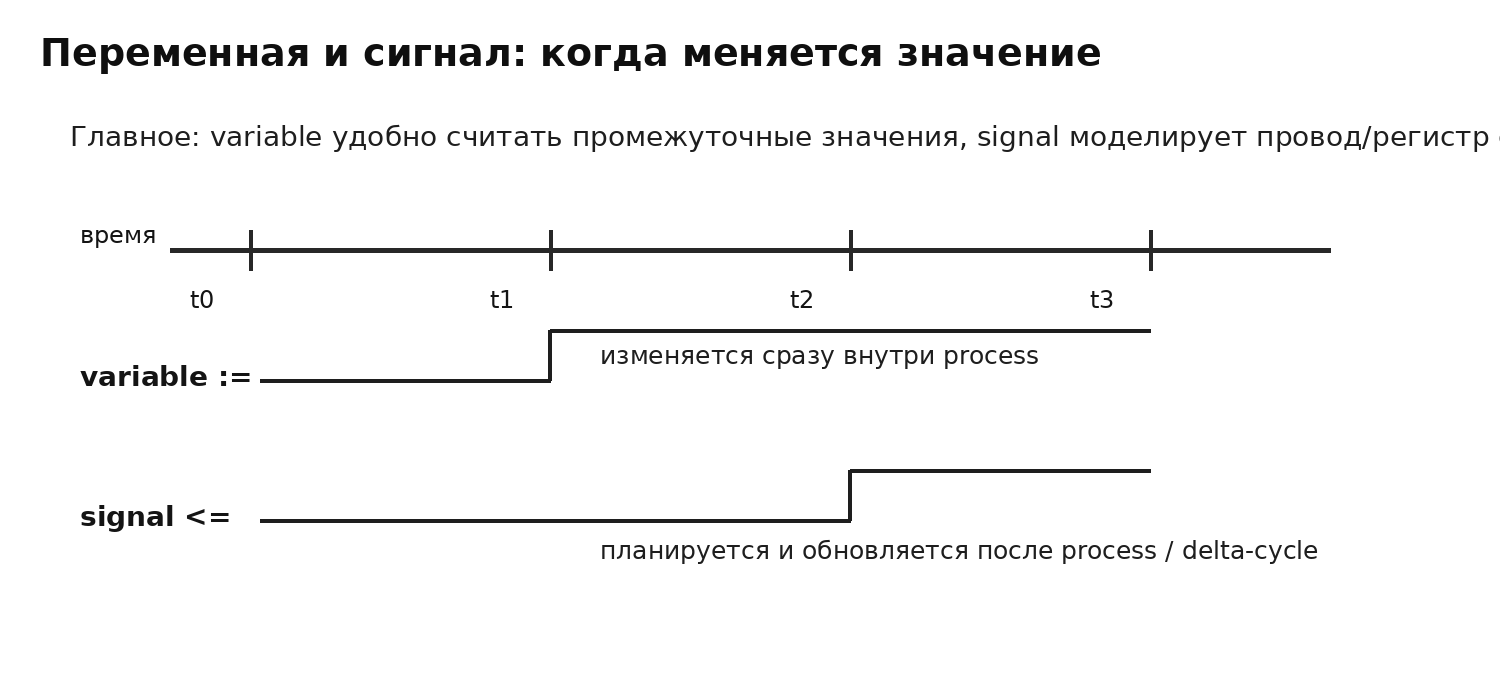 Переменная и сигнал: когда меняется значение
Главное: variable удобно считать промежуточные значения, signal моделирует провод/регистр
время
t0 t1 t2 t3
изменяется сразу внутри process
variable :=
signal <=
планируется и обновляется после process / delta-cycle